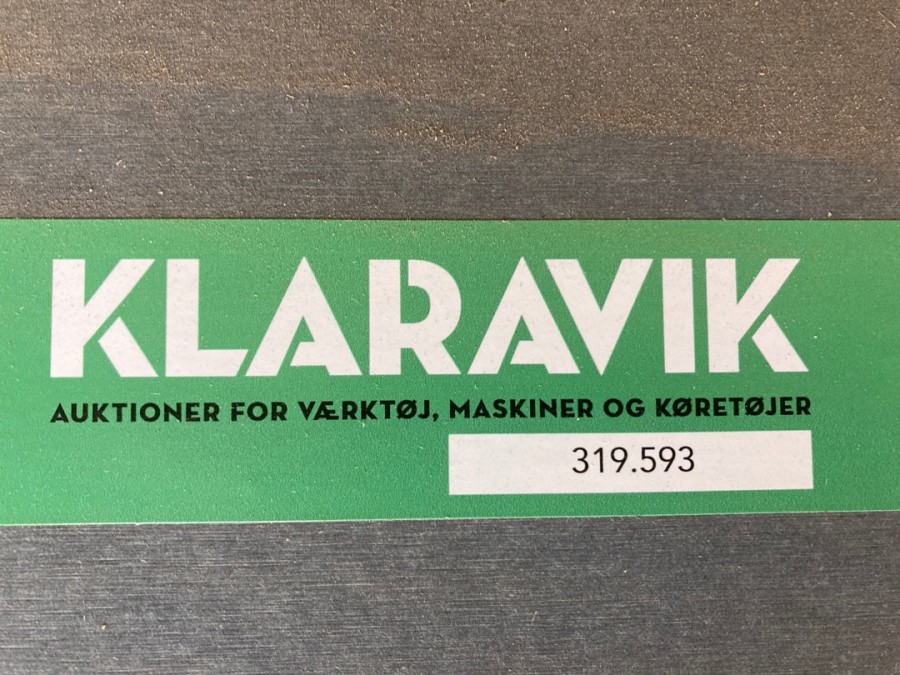 KLARAVIK
AUKTIONER FOR VÆRKTØJ, MASKINER OG KØRETØJER
319.593